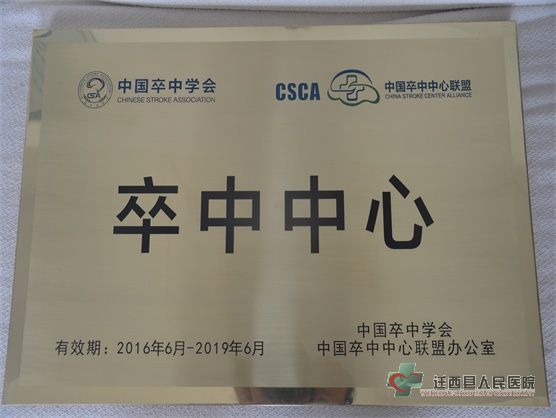 中国卒中学会
CHINESE STROKE ASSOCIATION
CSA
CSCA
中国卒中中心联盟
CHINA STROKE CENTER ALLIANCE
卒中中心
中国卒中学会
有效期：2016年6月-2019年6月
中国卒中中心联盟办公室
迁西县人民医院